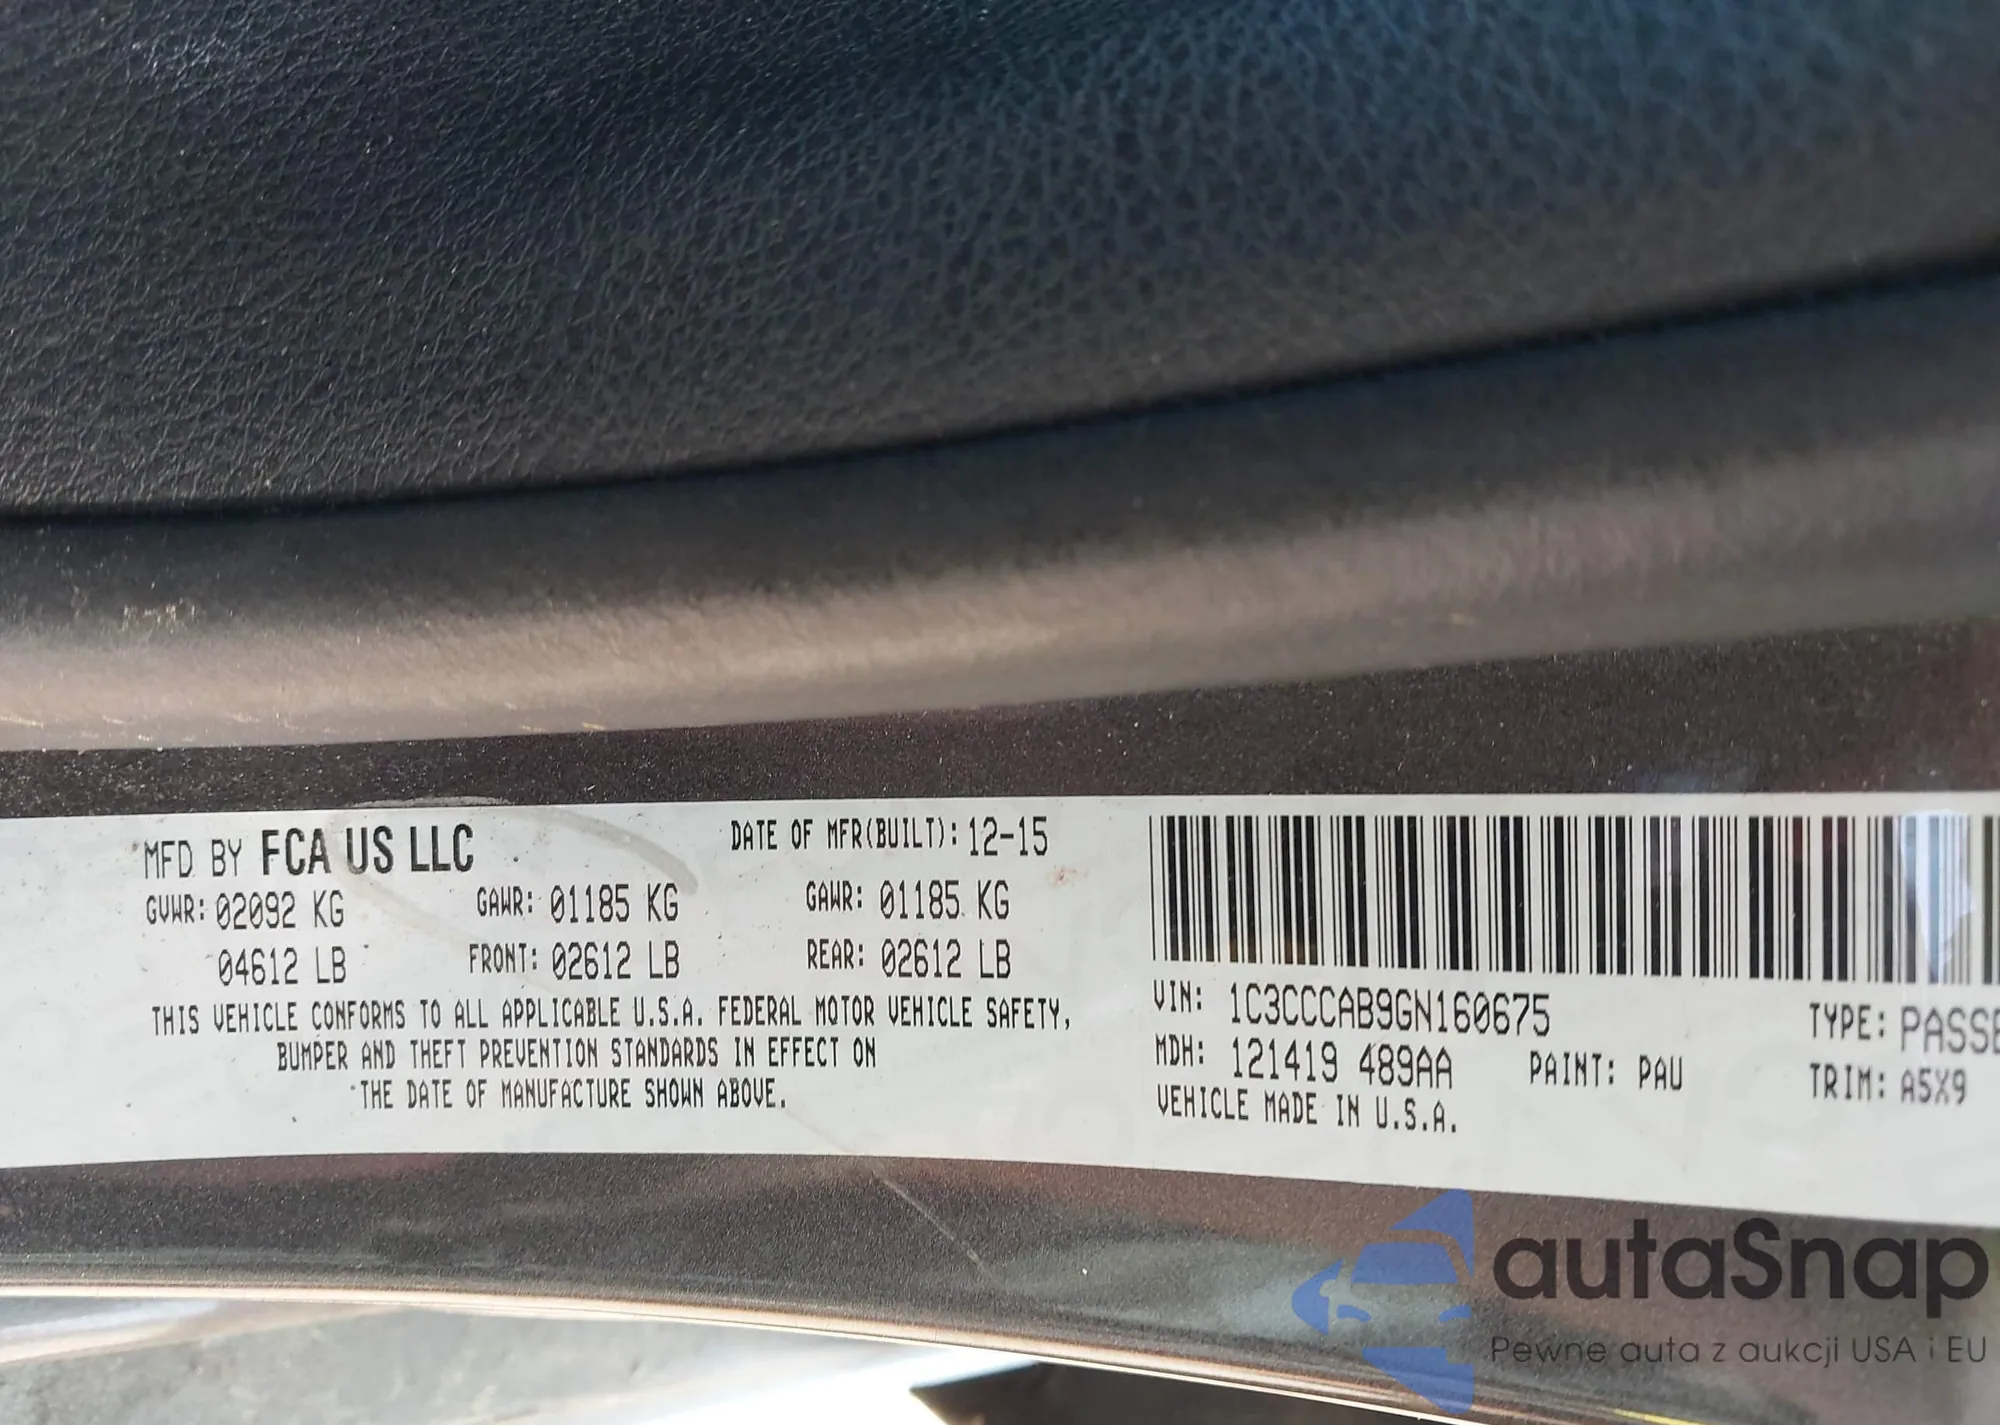 MFD BY FCA US LLC
DATE OF MFR(BUILT): 12-15
GVWR: 02092 KG
GAWR: 01185 KG
GAWR: 01185 KG
04612 LB
FRONT: 02612 LB
REAR: 02612 LB
THIS VEHICLE CONFORMS TO ALL APPLICABLE U.S.A. FEDERAL MOTOR VEHICLE SAFETY,
BUMPER AND THEFT PREVENTION STANDARDS IN EFFECT ON
THE DATE OF MANUFACTURE SHOWN ABOVE.
VIN: 1C3CCCAB9GN160675
TYPE: PASSE
MDH: 121419 489AA
PAINT: PAU
TRIM: A5X9
VEHICLE MADE IN U.S.A.
autaSnap
Pewne auta z aukcji USA i EU